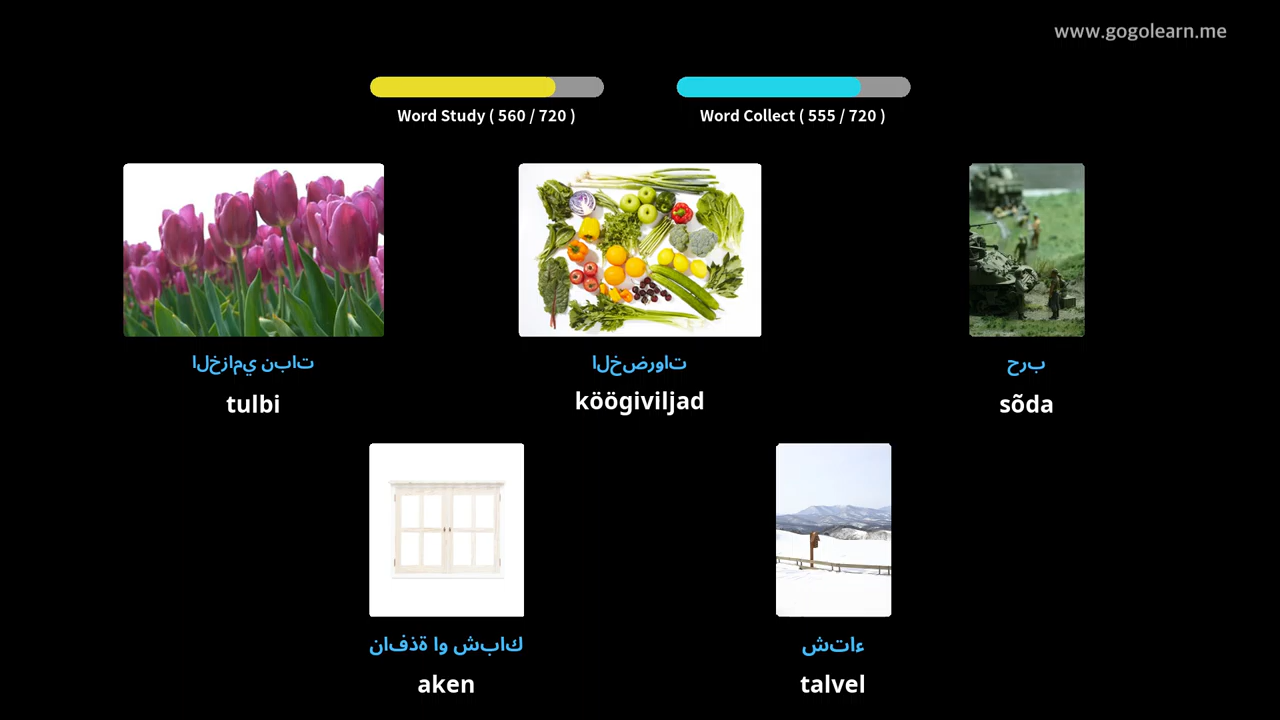 www.gogolearn.me
Word Study ( 560 / 720 )
Word Collect ( 555 / 720 )
الخزامي نبات
الخضروات
حرب
tulbi
köögiviljad
sõda
نافذة او شباك
شتاء
aken
talvel